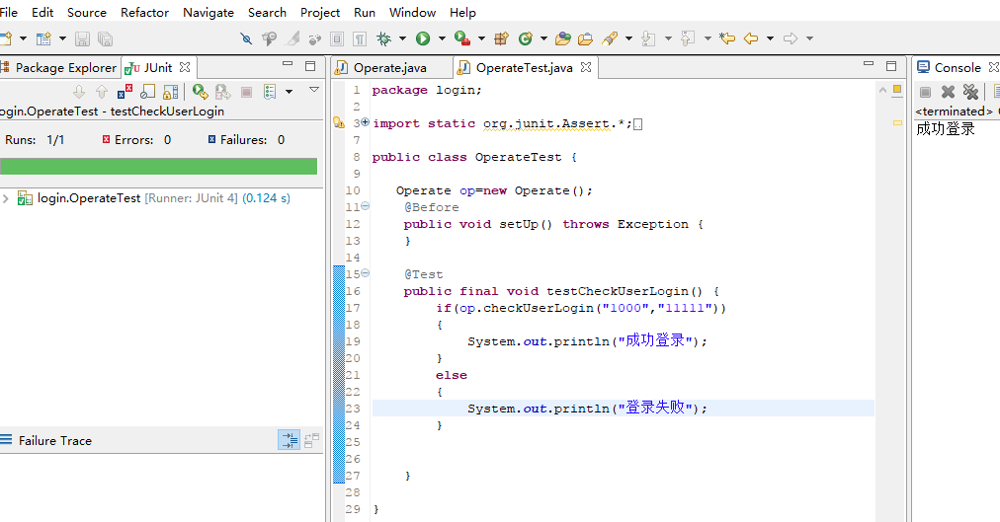 File Edit Source Refactor Navigate Search Project Run Window Help
Package Explorer JUnit
ogin.OperateTest - testCheckUserLogin
Runs: 1/1 Errors: 0 Failures: 0
login.OperateTest [Runner: JUnit 4] (0.124 s)
Failure Trace
Operate.java OperateTest.java
1 package login;
2
3 import static org.junit.Assert.*;
7
8 public class OperateTest {
9
10 Operate op=new Operate();
11 @Before
12 public void setUp() throws Exception {
13 }
14
15 @Test
16 public final void testCheckUserLogin() {
17 if(op.checkUserLogin("1000","11111"))
18 {
19 System.out.println("成功登录");
20 }
21 else
22 {
23 System.out.println("登录失败");
24 }
25
26
27 }
28
29 }
Console
<terminated>
成功登录